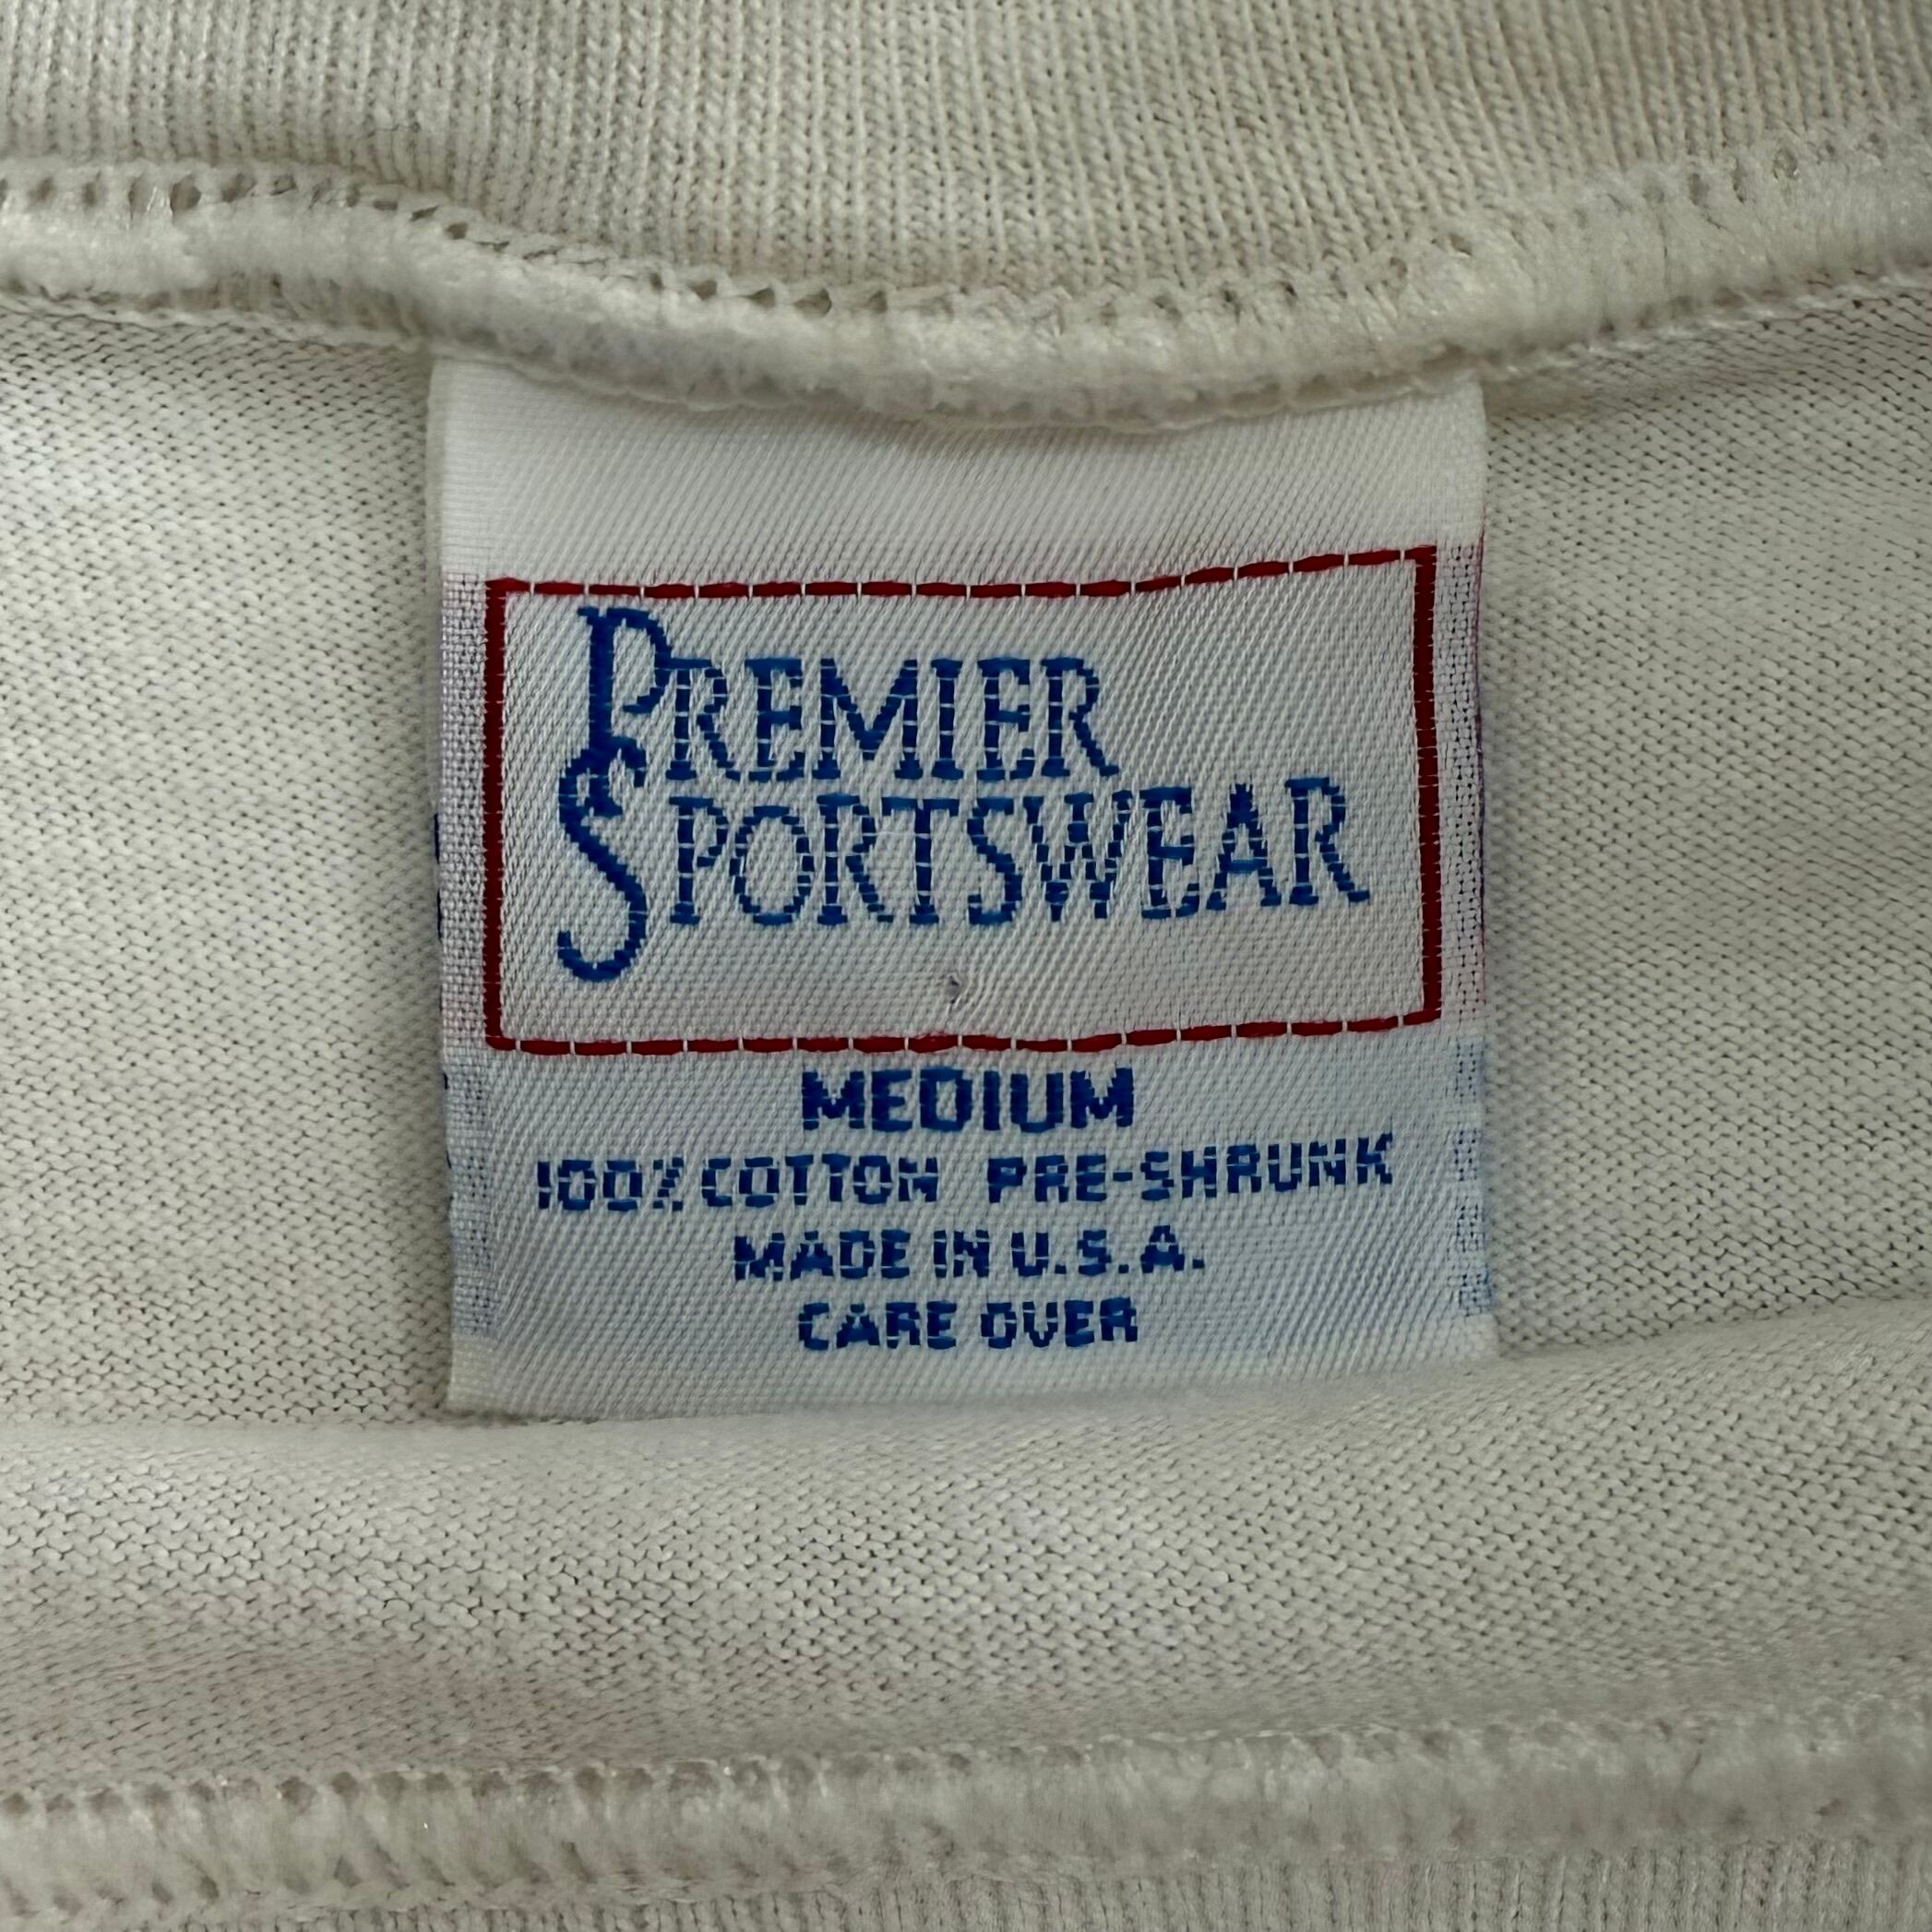 PREMIER
SPORTSWEAR
MEDIUM
100% COTTON PRE-SHRUNK
MADE IN U.S.A.
CARE OVER